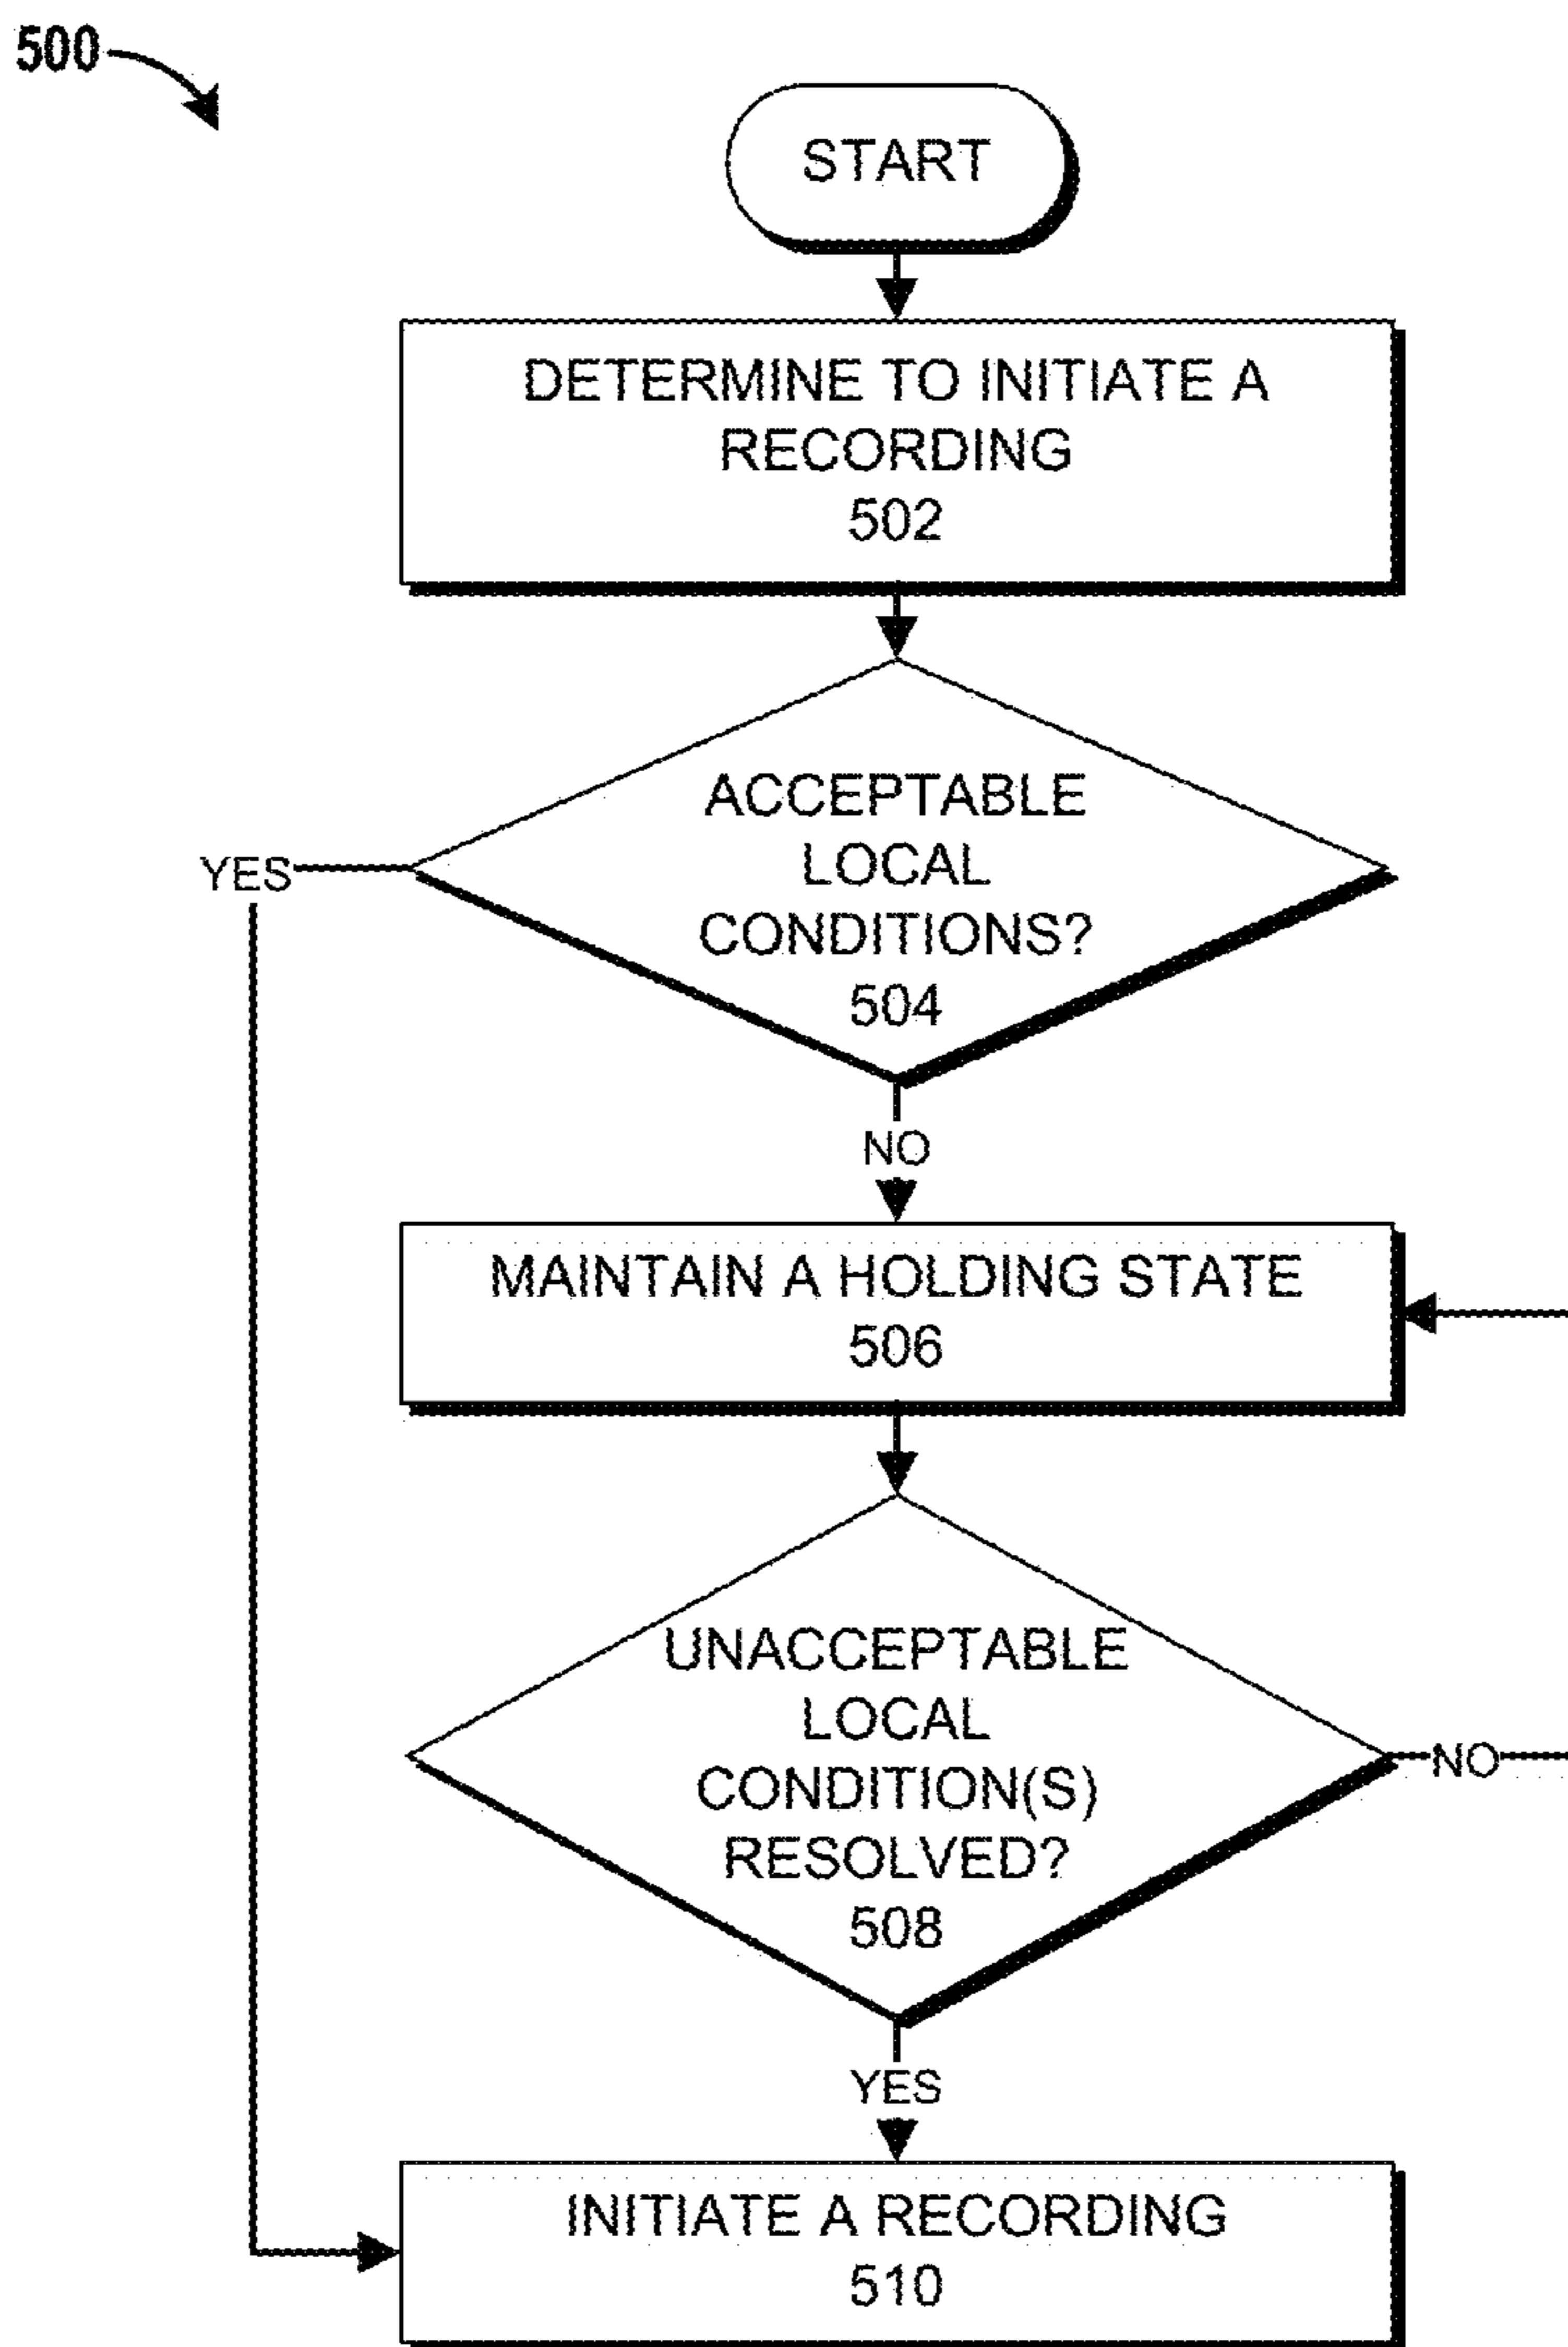 500
START
DETERMINE TO INITIATE A
RECORDING
502
ACCEPTABLE
LOCAL
CONDITIONS?
504
YES
NO
MAINTAIN A HOLDING STATE
506
UNACCEPTABLE
LOCAL
CONDITION(S)
RESOLVED?
508
NO
YES
INITIATE A RECORDING
510